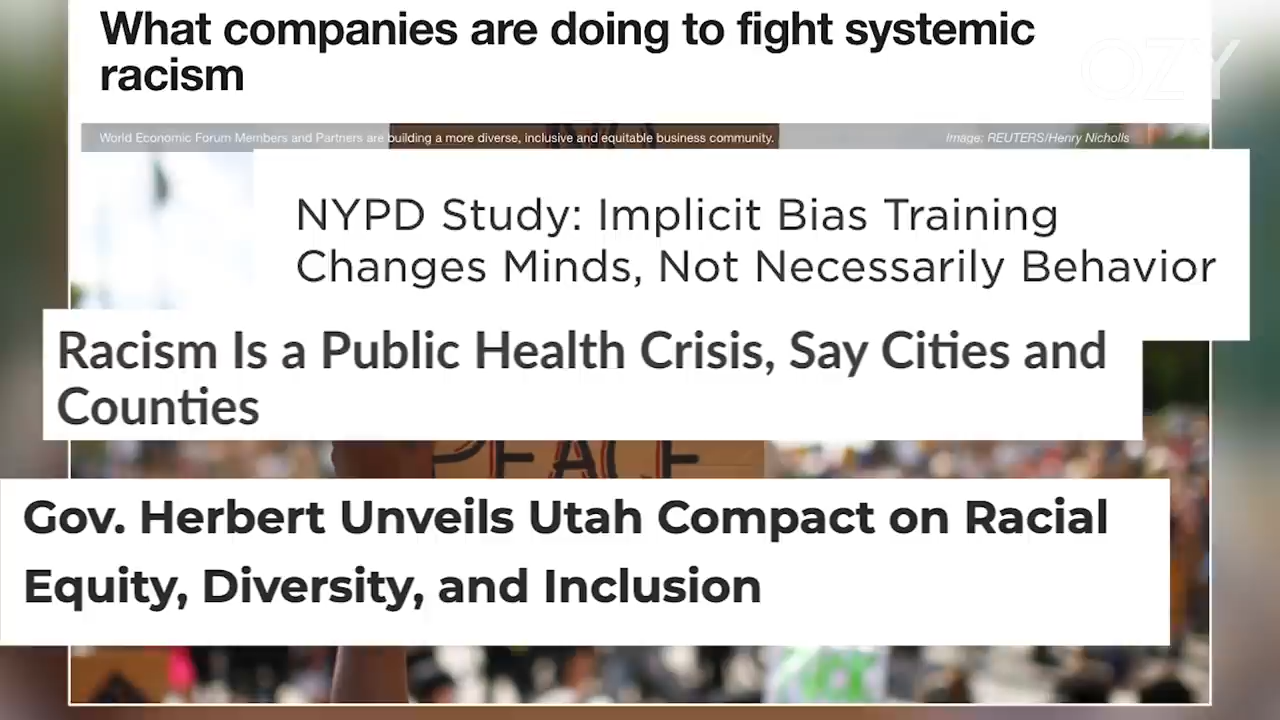 What companies are doing to fight systemic
racism
OZY
World Economic Forum Members and Partners are building a more diverse, inclusive and equitable business community.
Image: REUTERS/Henry Nicholls
NYPD Study: Implicit Bias Training
Changes Minds, Not Necessarily Behavior
Racism Is a Public Health Crisis, Say Cities and
Counties
PEACE
Gov. Herbert Unveils Utah Compact on Racial
Equity, Diversity, and Inclusion